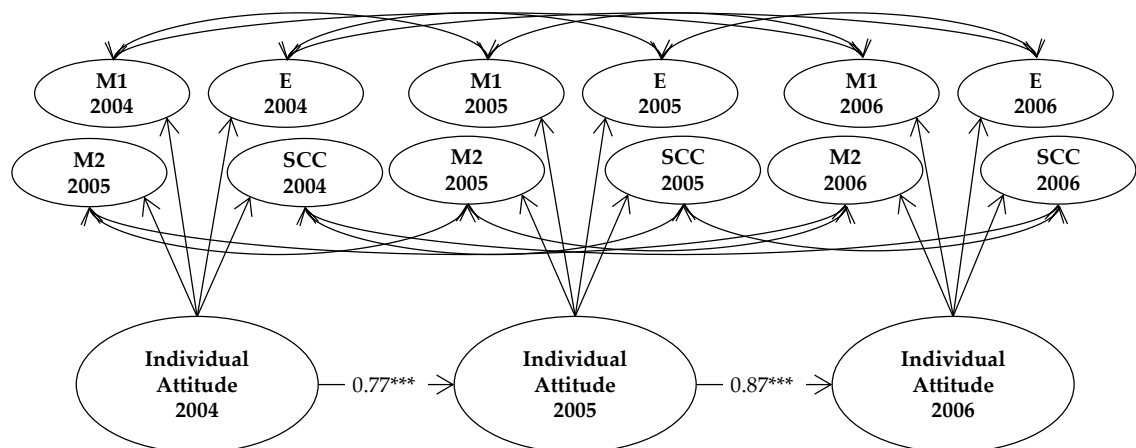 M1
2004
E
2004
M1
2005
E
2005
M1
2006
E
2006
M2
2005
SCC
2004
M2
2005
SCC
2005
M2
2006
SCC
2006
Individual
Attitude
2004
0.77***
Individual
Attitude
2005
0.87***
Individual
Attitude
2006